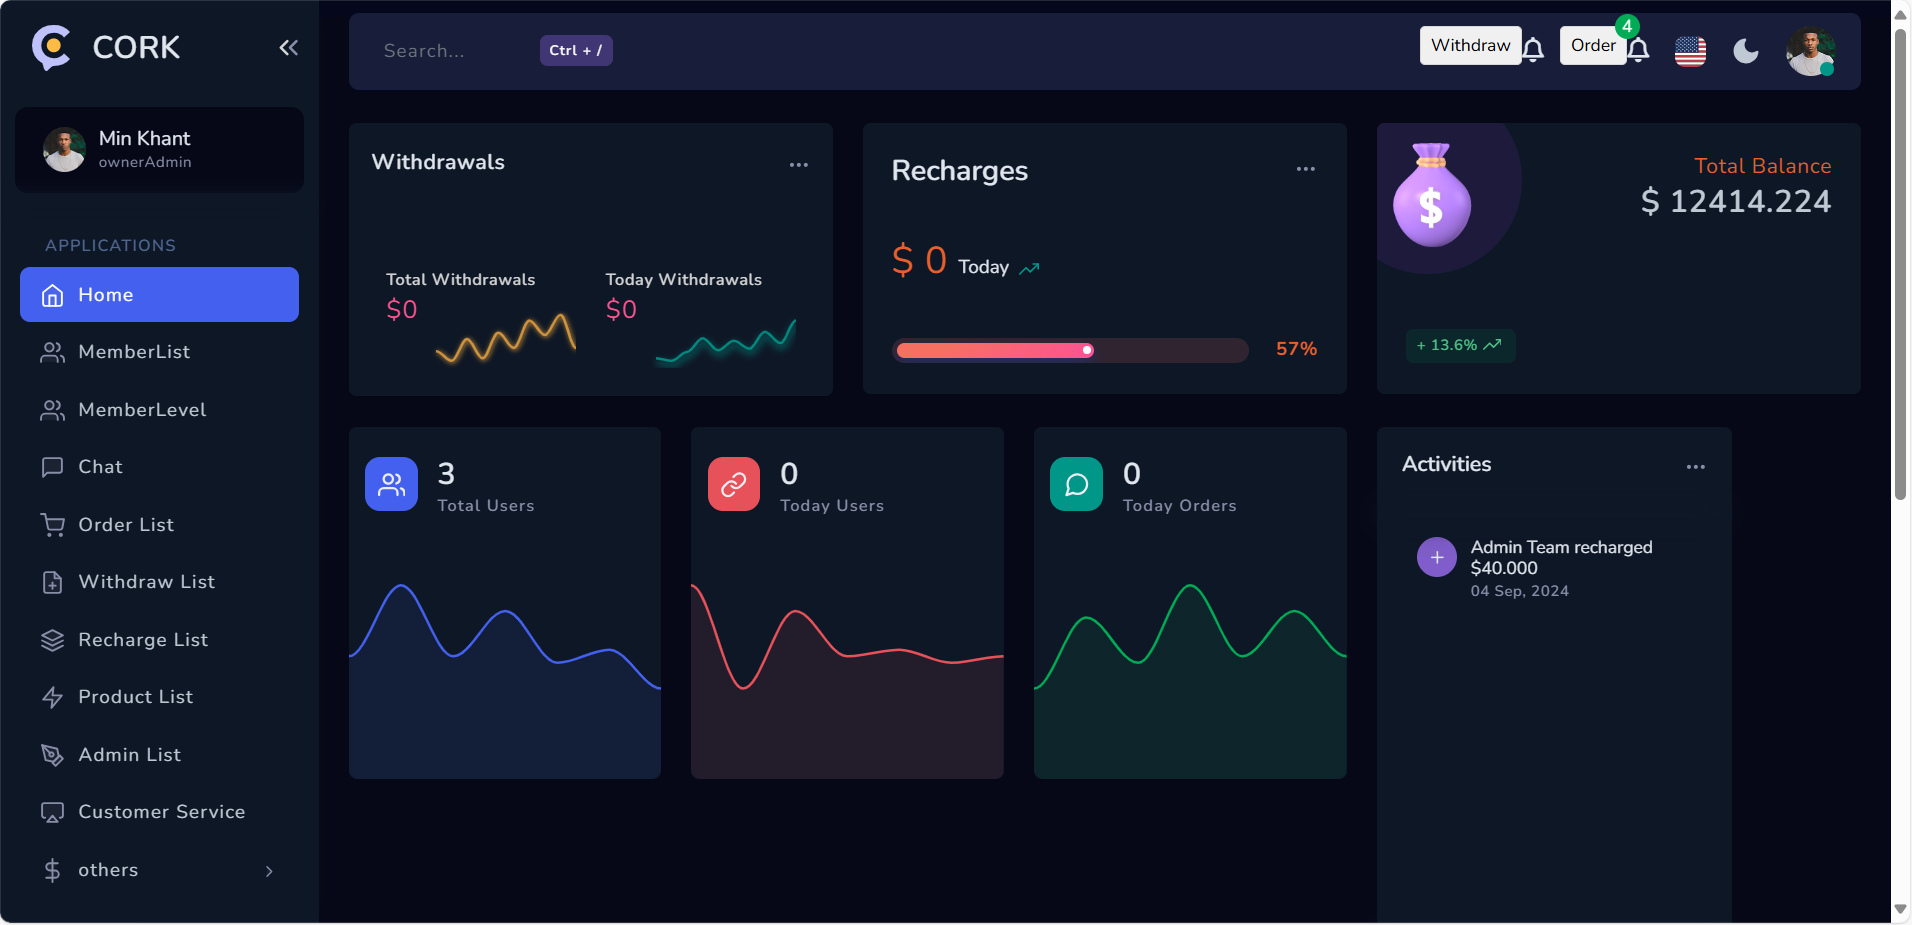 CORK
Search...
Ctrl + /
Withdraw
Order
4
Min Khant
ownerAdmin
APPLICATIONS
Home
MemberList
MemberLevel
Chat
Order List
Withdraw List
Recharge List
Product List
Admin List
Customer Service
others
Withdrawals
Total Withdrawals
$0
Today Withdrawals
$0
Recharges
$ 0 Today
57%
$
Total Balance
$ 12414.224
+ 13.6%
3
Total Users
0
Today Users
0
Today Orders
Activities
Admin Team recharged
$40.000
04 Sep, 2024